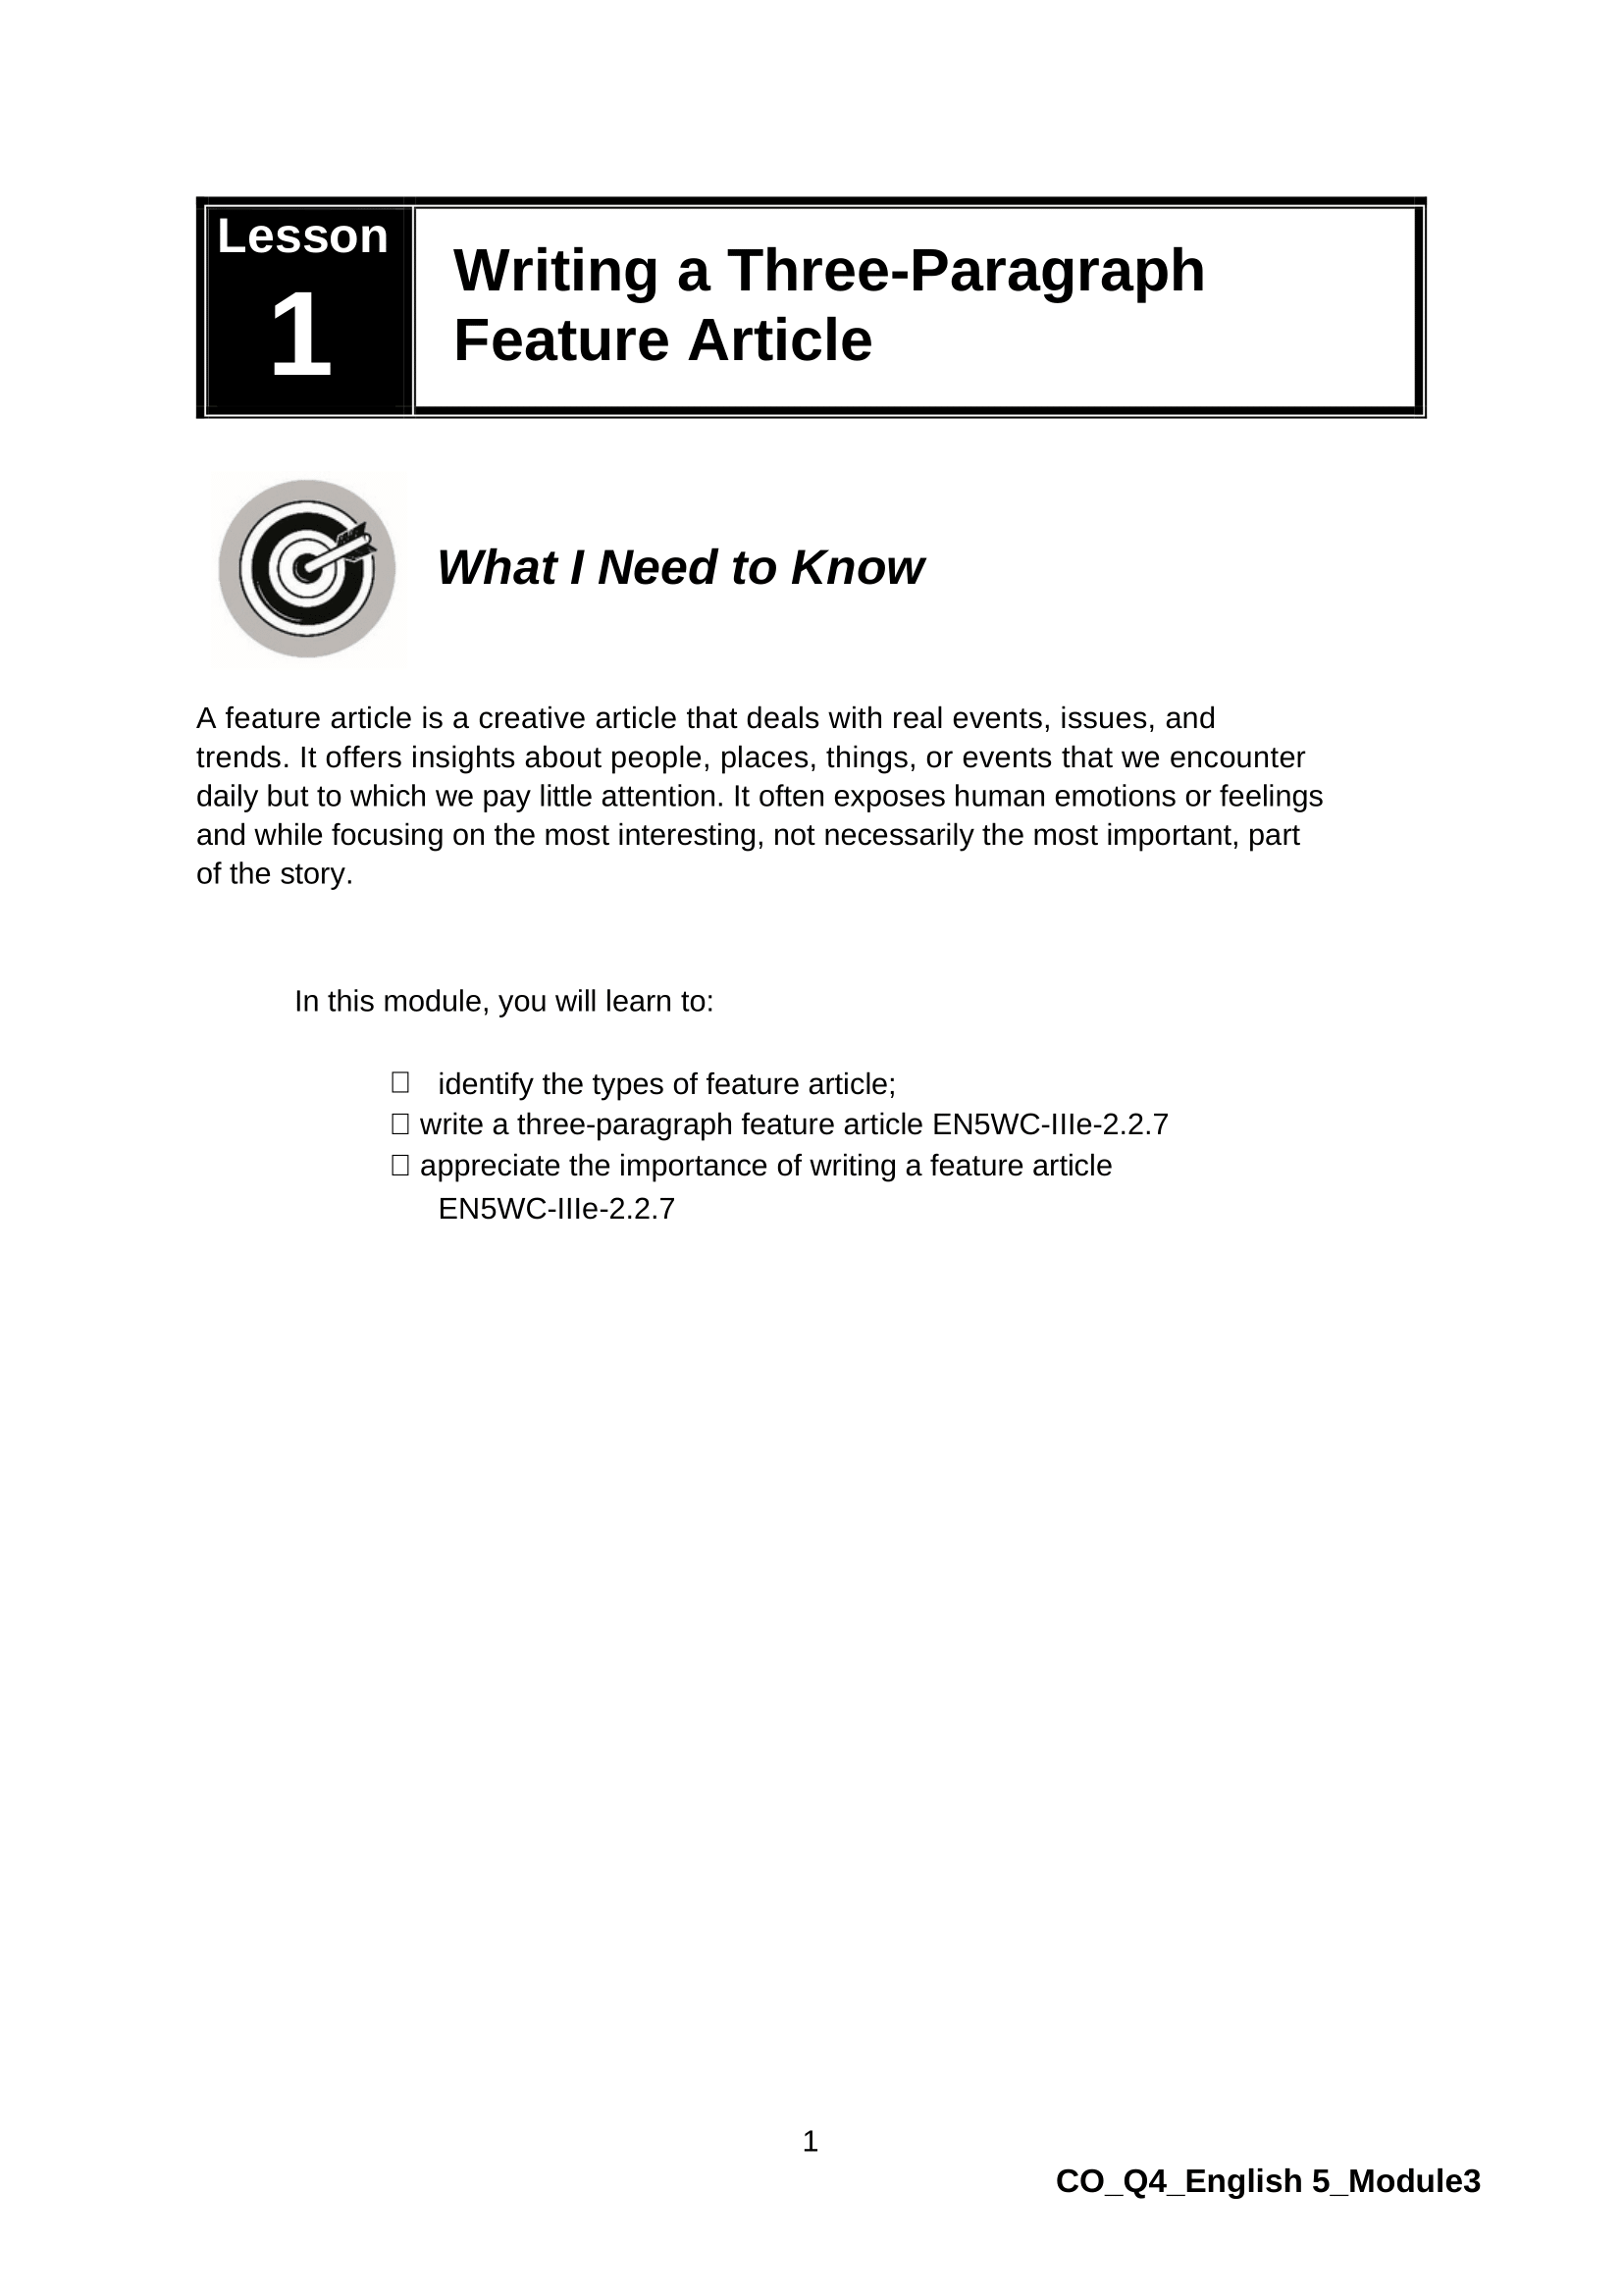 Lesson
1
Writing a Three-Paragraph
Feature Article
What I Need to Know
A feature article is a creative article that deals with real events, issues, and
trends. It offers insights about people, places, things, or events that we encounter
daily but to which we pay little attention. It often exposes human emotions or feelings
and while focusing on the most interesting, not necessarily the most important, part
of the story.
In this module, you will learn to:
identify the types of feature article;
write a three-paragraph feature article EN5WC-IIIe-2.2.7
appreciate the importance of writing a feature article
EN5WC-IIIe-2.2.7
1
CO_Q4_English 5_Module3